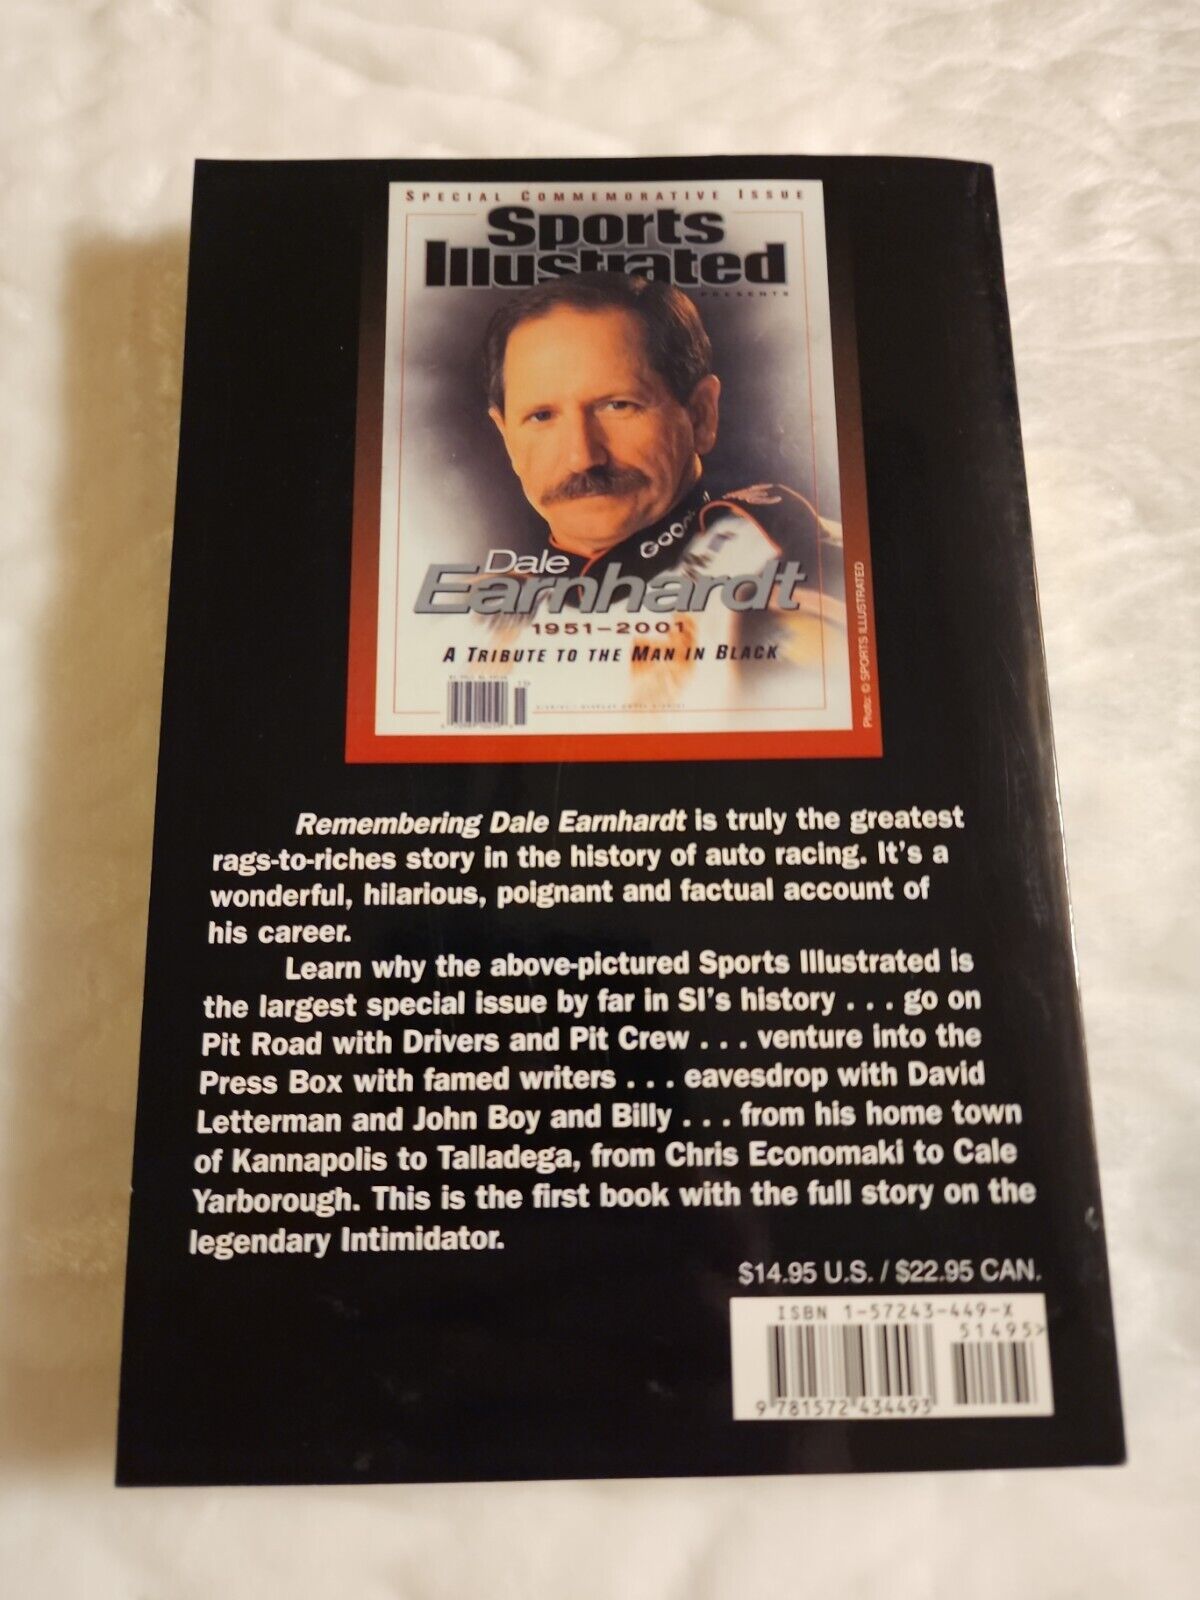 SPECIAL COMMEMORATIVE ISSUE
Sports
Illustrated
PRESENTS
GOOD
Dale
Earnhardt
1951–2001
A TRIBUTE TO THE MAN IN BLACK
Photo: © SPORTS ILLUSTRATED
Remembering Dale Earnhardt is truly the greatest
rags-to-riches story in the history of auto racing. It's a
wonderful, hilarious, poignant and factual account of
his career.
Learn why the above-pictured Sports Illustrated is
the largest special issue by far in SI's history . . . go on
Pit Road with Drivers and Pit Crew . . . venture into the
Press Box with famed writers . . . eavesdrop with David
Letterman and John Boy and Billy . . . from his home town
of Kannapolis to Talladega, from Chris Economaki to Cale
Yarborough. This is the first book with the full story on the
legendary Intimidator.
$14.95 U.S. / $22.95 CAN.
ISBN 1-57243-449-X
51495>
9 781572 434493